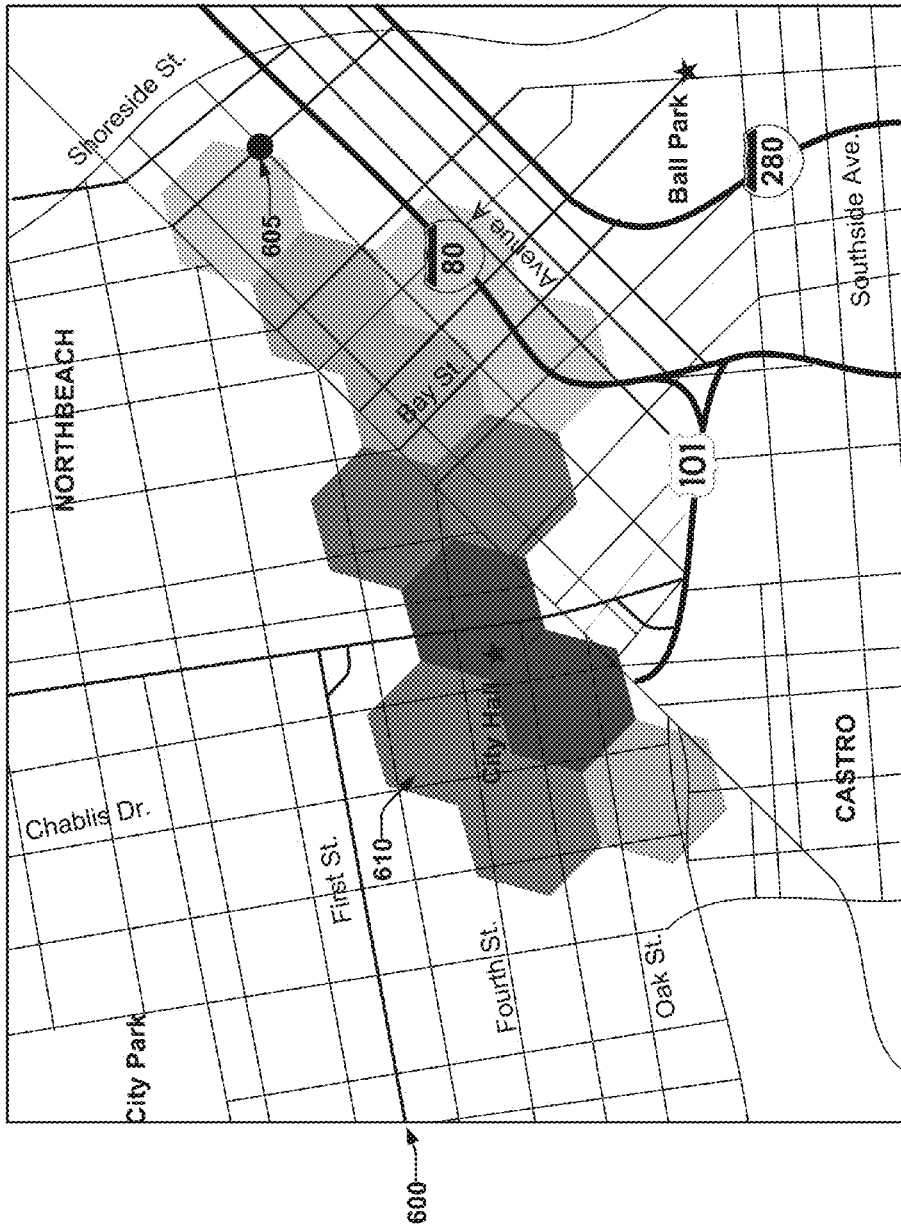 600
City Park
NORTHBEACH
Shoreside St.
Chablis Dr.
First St.
610
605
80
Avenue A
Bay St.
City Hall
Ball Park
Fourth St.
Oak St.
101
280
CASTRO
Southside Ave.